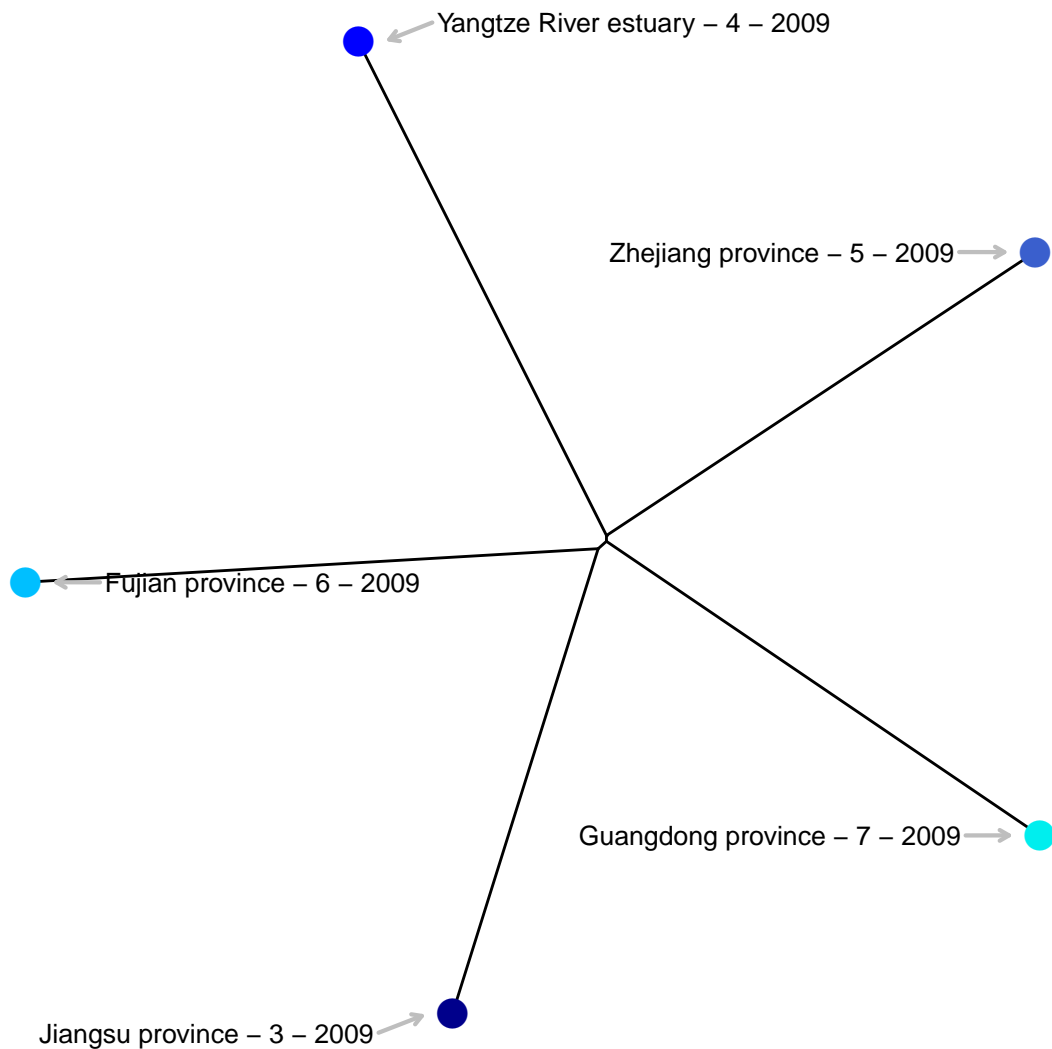 Yangtze River estuary – 4 – 2009
Zhejiang province – 5 – 2009
Fujian province – 6 – 2009
Guangdong province – 7 – 2009
Jiangsu province – 3 – 2009